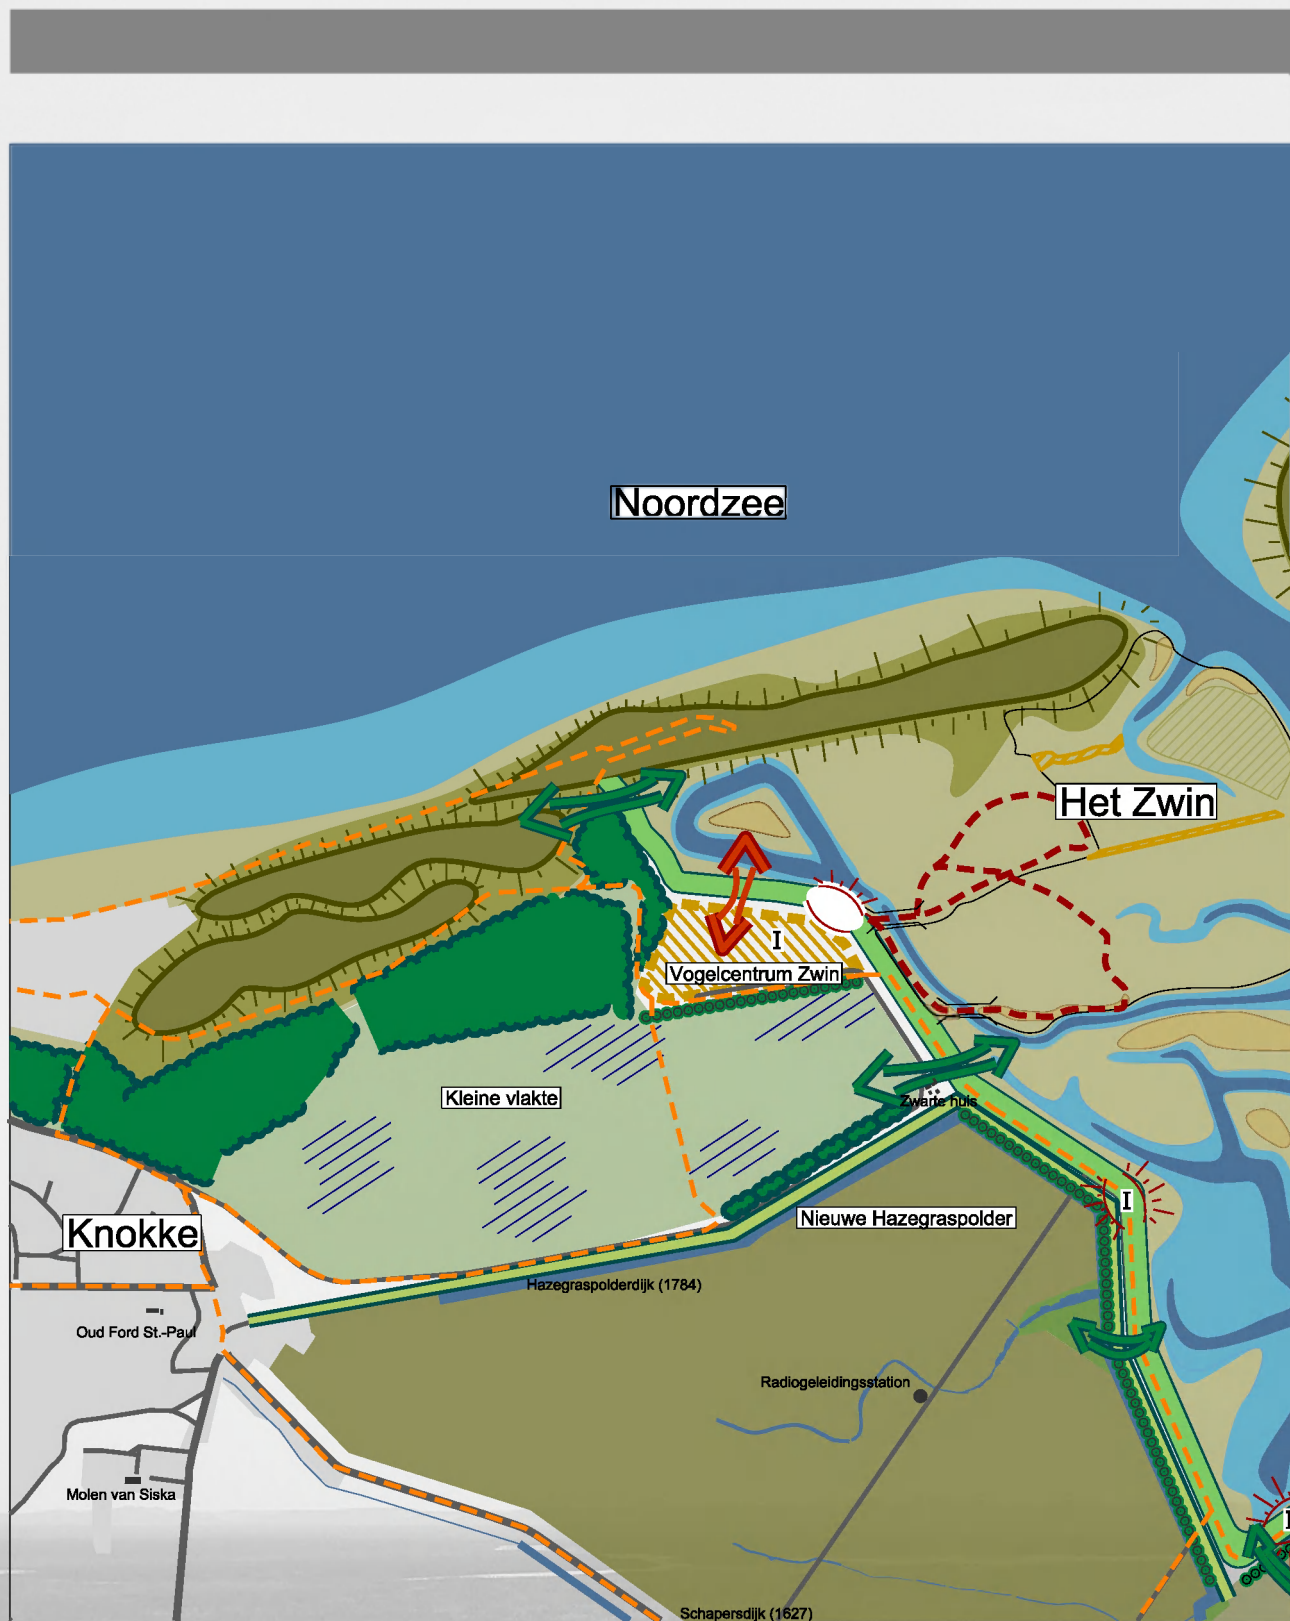 Noordzee
Het Zwin
I
Vogelcentrum Zwin
Kleine vlakte
Zwarte huis
I
Nieuwe Hazegraspolder
Knokke
Hazegraspolderdijk (1784)
Oud Ford St.-Paul
Radiogeleidingsstation
Molen van Siska
I
Schapersdijk (1627)